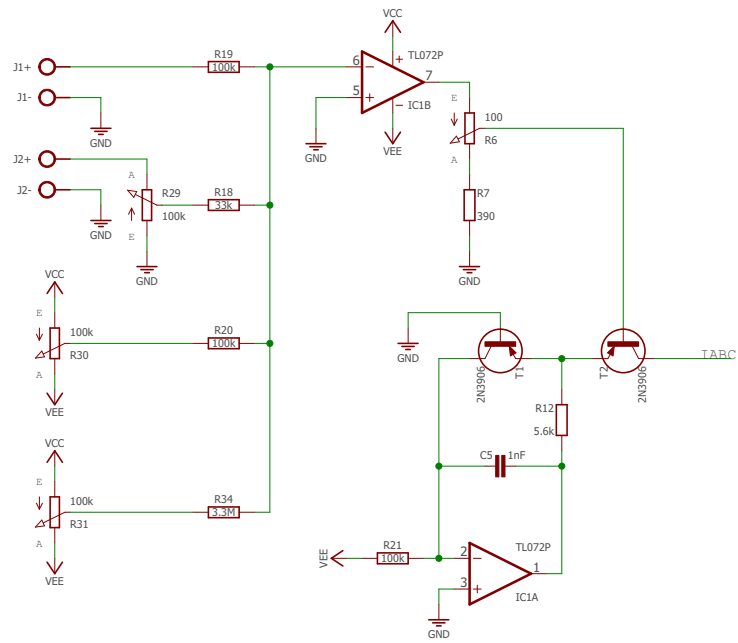 VCC
R19
TL072P
J1+
100k
6
7
5
IC1B
E
J1-
100
GND
GND
VEE
R6
A
J2+
A
R29
R18
R7
J2-
33k
390
100k
GND
E
GND
GND
VCC
E
100k
R20
100k
GND
IABC
R30
A
2N3906
T1
T2
2N3906
VEE
R12
5.6k
VCC
C5
1nF
E
100k
R34
3.3M
R31
A
R21
TL072P
VEE
100k
2
1
VEE
3
IC1A
GND